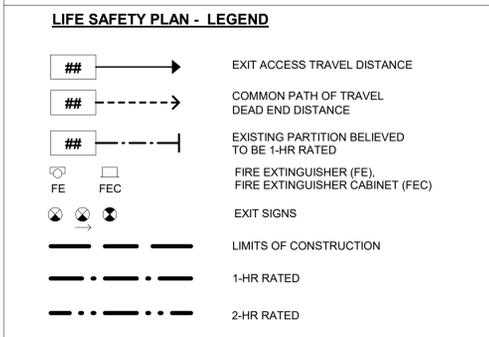 LIFE SAFETY PLAN - LEGEND
## EXIT ACCESS TRAVEL DISTANCE
## COMMON PATH OF TRAVEL
DEAD END DISTANCE
## EXISTING PARTITION BELIEVED
TO BE 1-HR RATED
FIRE EXTINGUISHER (FE),
FE FEC FIRE EXTINGUISHER CABINET (FEC)
EXIT SIGNS
LIMITS OF CONSTRUCTION
1-HR RATED
2-HR RATED